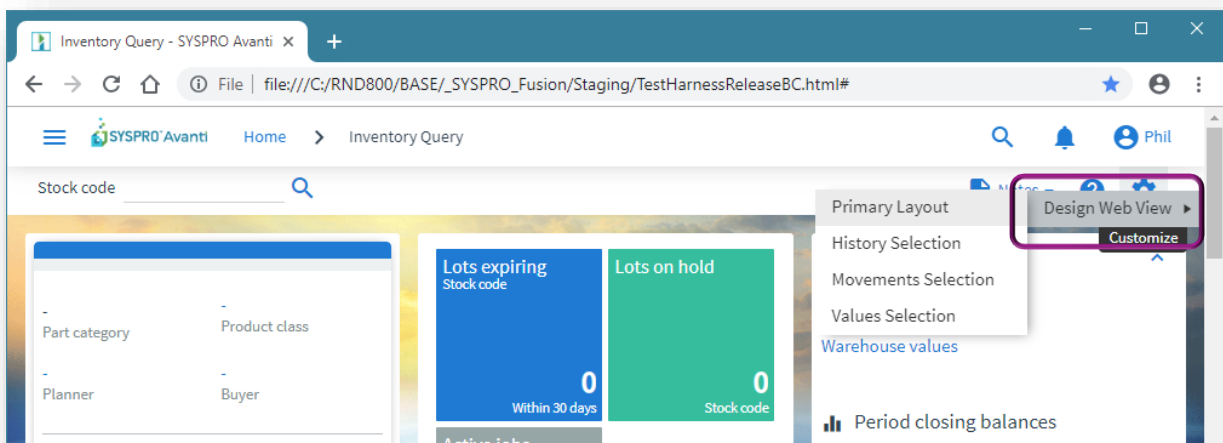 Inventory Query - SYSPRO Avanti
File | file:///C:/RND800/BASE/_SYSPRO_Fusion/Staging/TestHarnessReleaseBC.html#
SYSPRO Avanti Home > Inventory Query Phil
Stock code Notes
Primary Layout
Design Web View
Customize
History Selection
Movements Selection
Values Selection
Warehouse values
Period closing balances
-
Part category
-
Product class
-
Planner
-
Buyer
Lots expiring
Stock code
0
Within 30 days
Lots on hold
0
Stock code
Active jobs